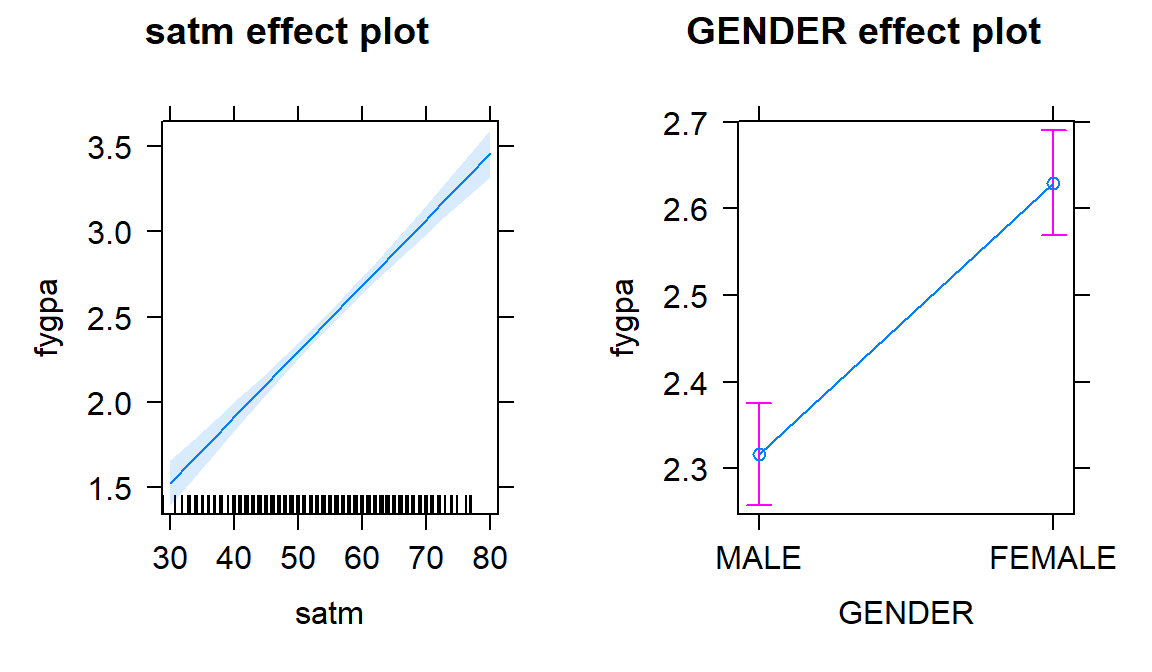 satm effect plot
fygpa
3.5
3.0
2.5
2.0
1.5
30 40 50 60 70 80
satm
GENDER effect plot
fygpa
2.7
2.6
2.5
2.4
2.3
MALE FEMALE
GENDER